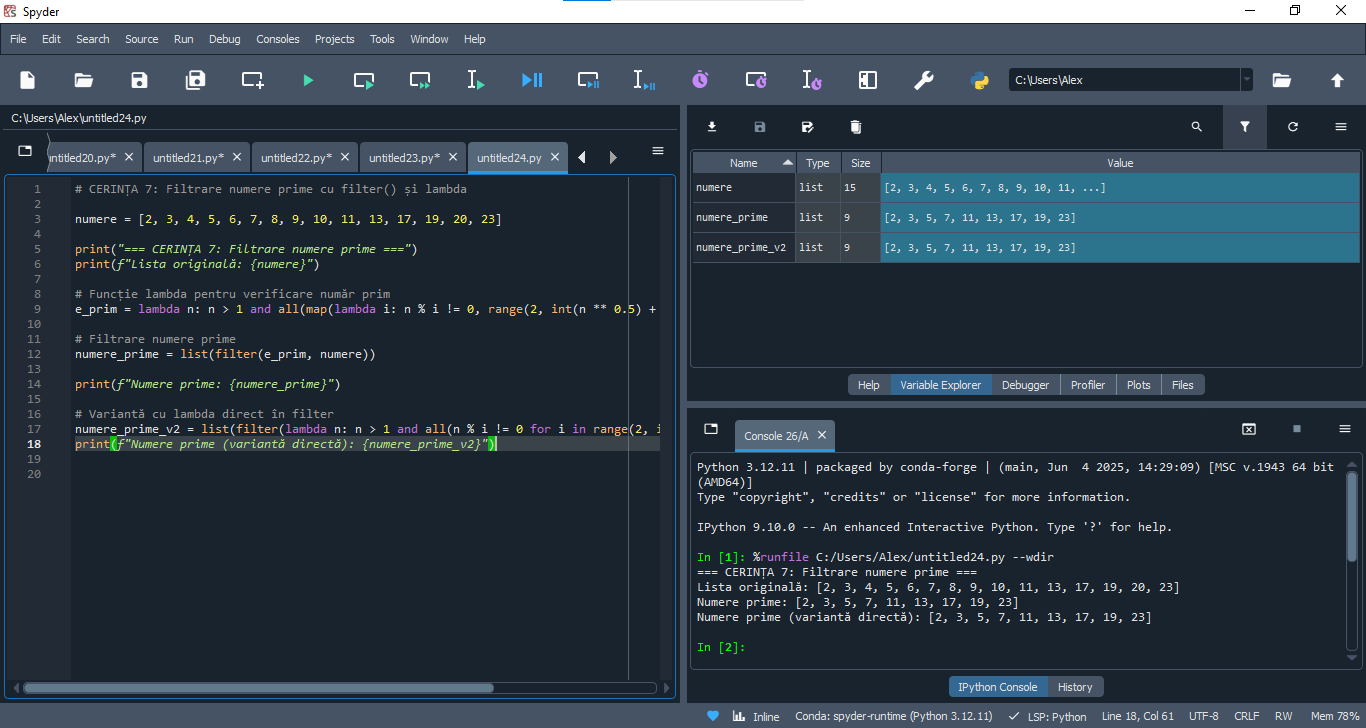 Spyder
File Edit Search Source Run Debug Consoles Projects Tools Window Help
C:\Users\Alex
C:\Users\Alex\untitled24.py
ntitled20.py* untitled21.py* untitled22.py* untitled23.py* untitled24.py
1 # CERINȚA 7: Filtrare numere prime cu filter() și lambda
2
3 numere = [2, 3, 4, 5, 6, 7, 8, 9, 10, 11, 13, 17, 19, 20, 23]
4
5 print("=== CERINȚA 7: Filtrare numere prime ===")
6 print(f"Lista originală: {numere}")
7
8 # Funcție lambda pentru verificare număr prim
9 e_prim = lambda n: n > 1 and all(map(lambda i: n % i != 0, range(2, int(n ** 0.5) +
10
11 # Filtrare numere prime
12 numere_prime = list(filter(e_prim, numere))
13
14 print(f"Numere prime: {numere_prime}")
15
16 # Variantă cu lambda direct în filter
17 numere_prime_v2 = list(filter(lambda n: n > 1 and all(n % i != 0 for i in range(2, i
18 print(f"Numere prime (variantă directă): {numere_prime_v2}")
19
20
Name Type Size Value
numere list 15 [2, 3, 4, 5, 6, 7, 8, 9, 10, 11, ...]
numere_prime list 9 [2, 3, 5, 7, 11, 13, 17, 19, 23]
numere_prime_v2 list 9 [2, 3, 5, 7, 11, 13, 17, 19, 23]
Help Variable Explorer Debugger Profiler Plots Files
Console 26/A
Python 3.12.11 | packaged by conda-forge | (main, Jun  4 2025, 14:29:09) [MSC v.1943 64 bit
(AMD64)]
Type "copyright", "credits" or "license" for more information.
IPython 9.10.0 -- An enhanced Interactive Python. Type '?' for help.
In [1]: %runfile C:/Users/Alex/untitled24.py --wdir
=== CERINȚA 7: Filtrare numere prime ===
Lista originală: [2, 3, 4, 5, 6, 7, 8, 9, 10, 11, 13, 17, 19, 20, 23]
Numere prime: [2, 3, 5, 7, 11, 13, 17, 19, 23]
Numere prime (variantă directă): [2, 3, 5, 7, 11, 13, 17, 19, 23]
In [2]:
IPython Console History
Inline Conda: spyder-runtime (Python 3.12.11) LSP: Python Line 18, Col 61 UTF-8 CRLF RW Mem 78%